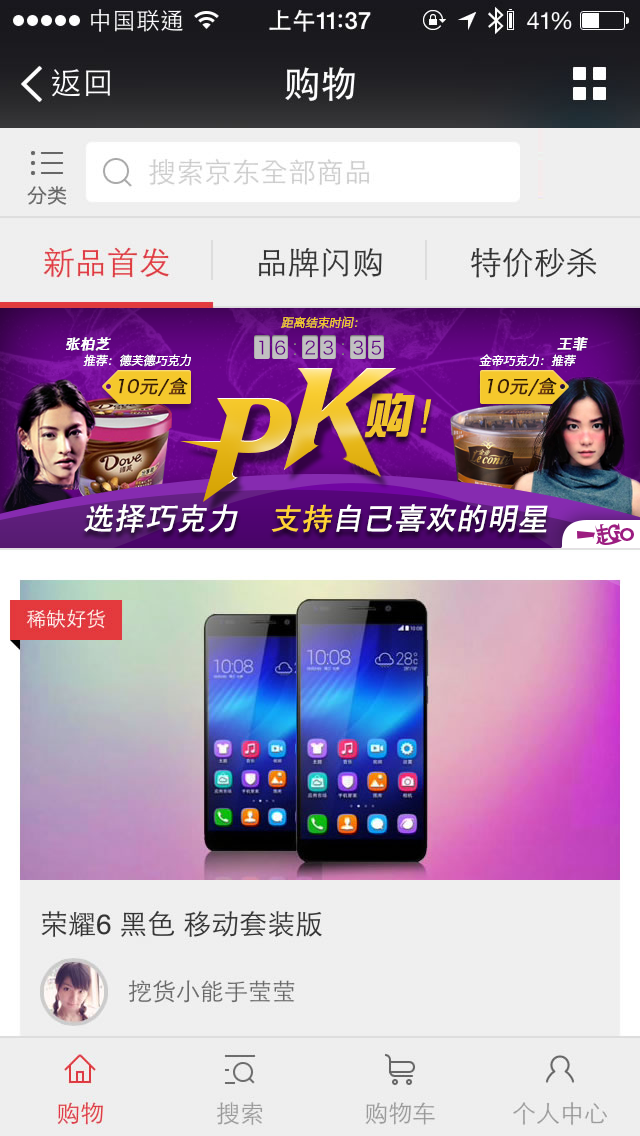 中国联通 上午11:37 41%
返回 购物
分类 搜索京东全部商品
新品首发 品牌闪购 特价秒杀
距离结束时间：
16:23:35
张柏芝
推荐：德芙德巧克力
10元/盒
王菲
金帝巧克力：推荐
10元/盒
Dove
PK购！
选择巧克力 支持自己喜欢的明星
一起GO
稀缺好货
10:08
10:08 28°
荣耀6 黑色 移动套装版
挖货小能手莹莹
购物 搜索 购物车 个人中心